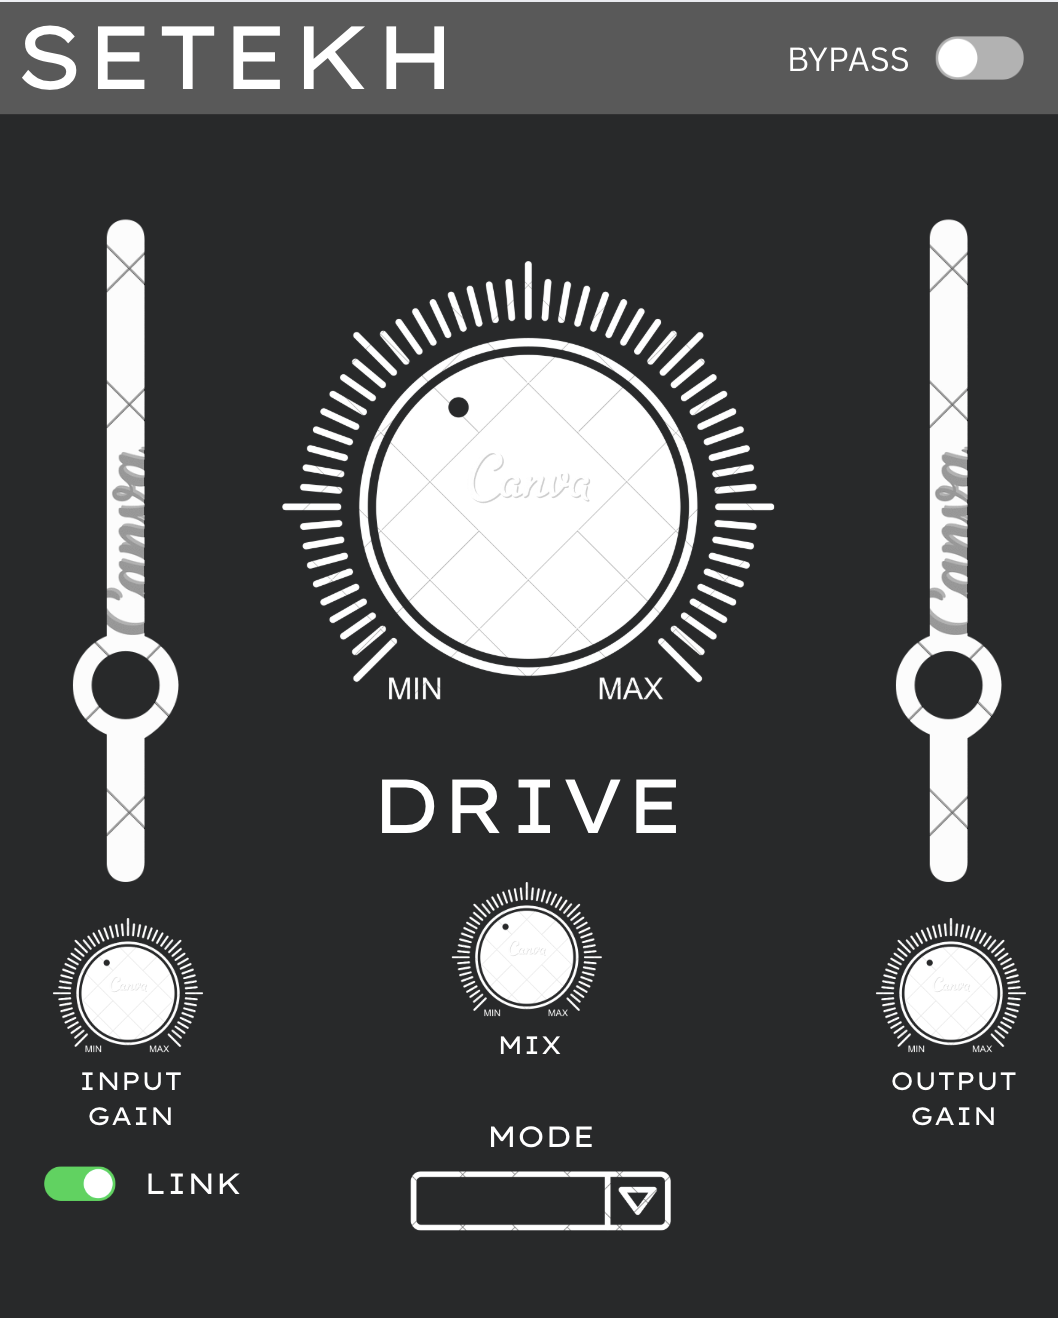 SETEKH
BYPASS
Canva
Canva
Canva
MIN
MAX
DRIVE
Canva
MIN
MAX
MIX
Canva
MIN
MAX
INPUT
GAIN
Canva
MIN
MAX
OUTPUT
GAIN
MODE
LINK